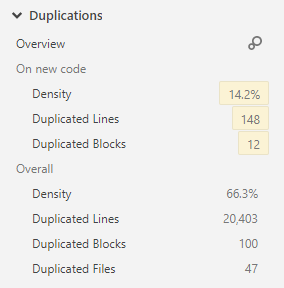 Duplications
Overview
On new code
Density 14.2%
Duplicated Lines 148
Duplicated Blocks 12
Overall
Density 66.3%
Duplicated Lines 20,403
Duplicated Blocks 100
Duplicated Files 47